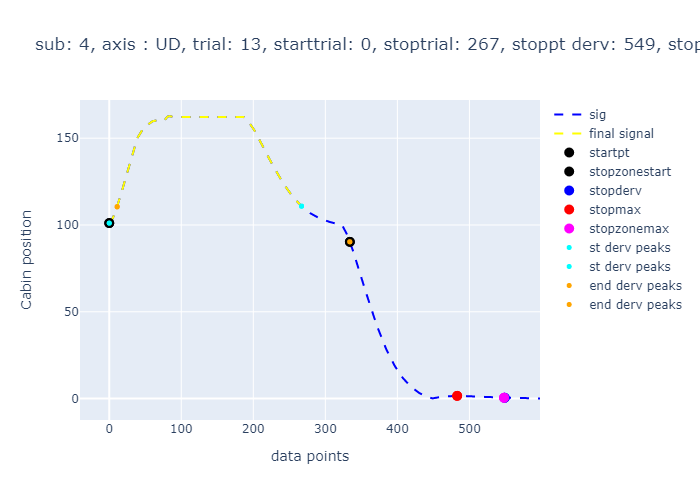 sub: 4, axis : UD, trial: 13, starttrial: 0, stoptrial: 267, stoppt derv: 549, stop
sig
final signal
startpt
stopzonestart
stopderv
stopmax
stopzonemax
st derv peaks
st derv peaks
end derv peaks
end derv peaks
Cabin position
150
100
50
0
0 100 200 300 400 500
data points